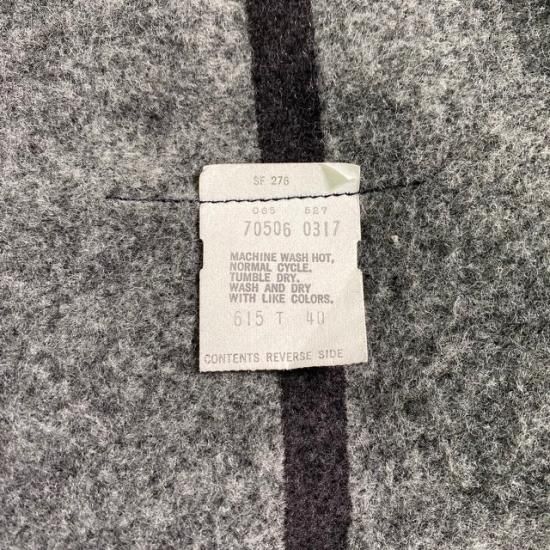 SF 276
065 527
70506 0317
MACHINE WASH HOT,
NORMAL CYCLE.
TUMBLE DRY.
WASH AND DRY
WITH LIKE COLORS.
615 T 40
CONTENTS REVERSE SIDE